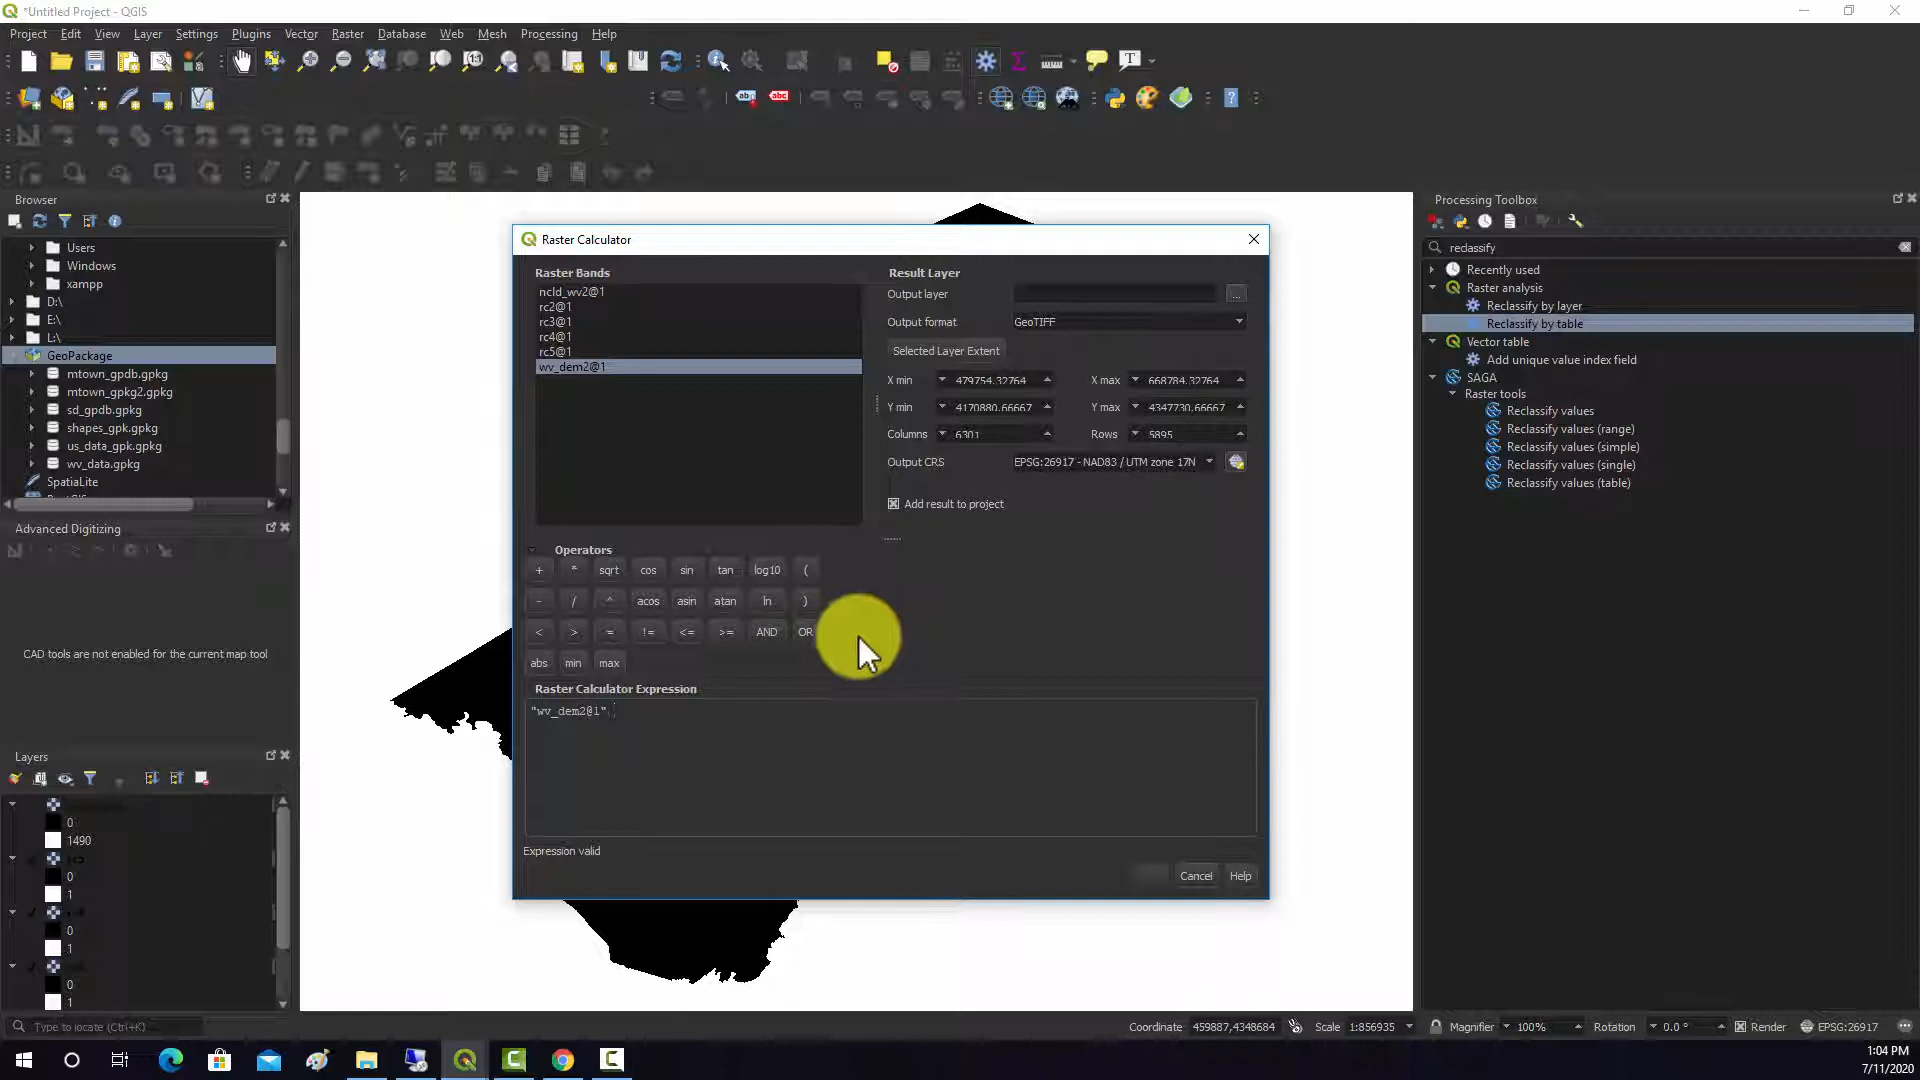 *Untitled Project - QGIS
Project Edit View Layer Settings Plugins Vector Raster Database Web Mesh Processing Help
Browser
Users
Windows
xampp
D:\
E:\
L:\
GeoPackage
mtown_gpdb.gpkg
mtown_gpkg2.gpkg
sd_gpdb.gpkg
shapes_gpk.gpkg
us_data_gpk.gpkg
wv_data.gpkg
SpatiaLite
Advanced Digitizing
CAD tools are not enabled for the current map tool
Layers
0
1490
0
1
0
1
0
1
Type to locate (Ctrl+K)
Raster Calculator
Raster Bands
ncld_wv2@1
rc2@1
rc3@1
rc4@1
rc5@1
wv_dem2@1
Result Layer
Output layer ...
Output format GeoTIFF
Selected Layer Extent
X min 479754.32764 X max 668784.32764
Y min 4170880.66667 Y max 4347730.66667
Columns 6301 Rows 5895
Output CRS EPSG:26917 - NAD83 / UTM zone 17N
Add result to project
Operators
+ * sqrt cos sin tan log10 (
- / ^ acos asin atan ln )
< > = != <= >= AND OR
abs min max
Raster Calculator Expression
"wv_dem2@1"
Expression valid
Cancel Help
Processing Toolbox
reclassify
Recently used
Raster analysis
Reclassify by layer
Reclassify by table
Vector table
Add unique value index field
SAGA
Raster tools
Reclassify values
Reclassify values (range)
Reclassify values (simple)
Reclassify values (single)
Reclassify values (table)
Coordinate 459887,4348684 Scale 1:856935 Magnifier 100% Rotation 0.0 ° Render EPSG:26917
1:04 PM
7/11/2020